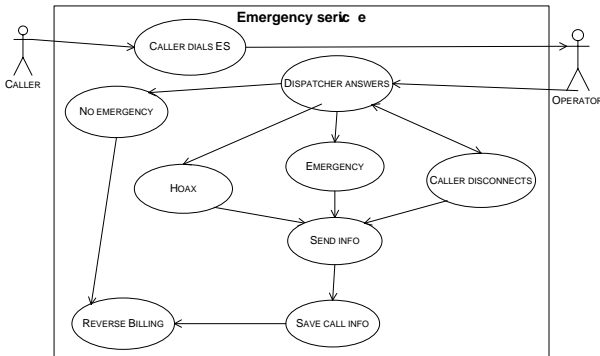 Emergency seric e
CALLER DIALS ES
CALLER
DISPATCHER ANSWERS
OPERATOR
NO EMERGENCY
EMERGENCY
HOAX
CALLER DISCONNECTS
SEND INFO
REVERSE BILLING
SAVE CALL INFO